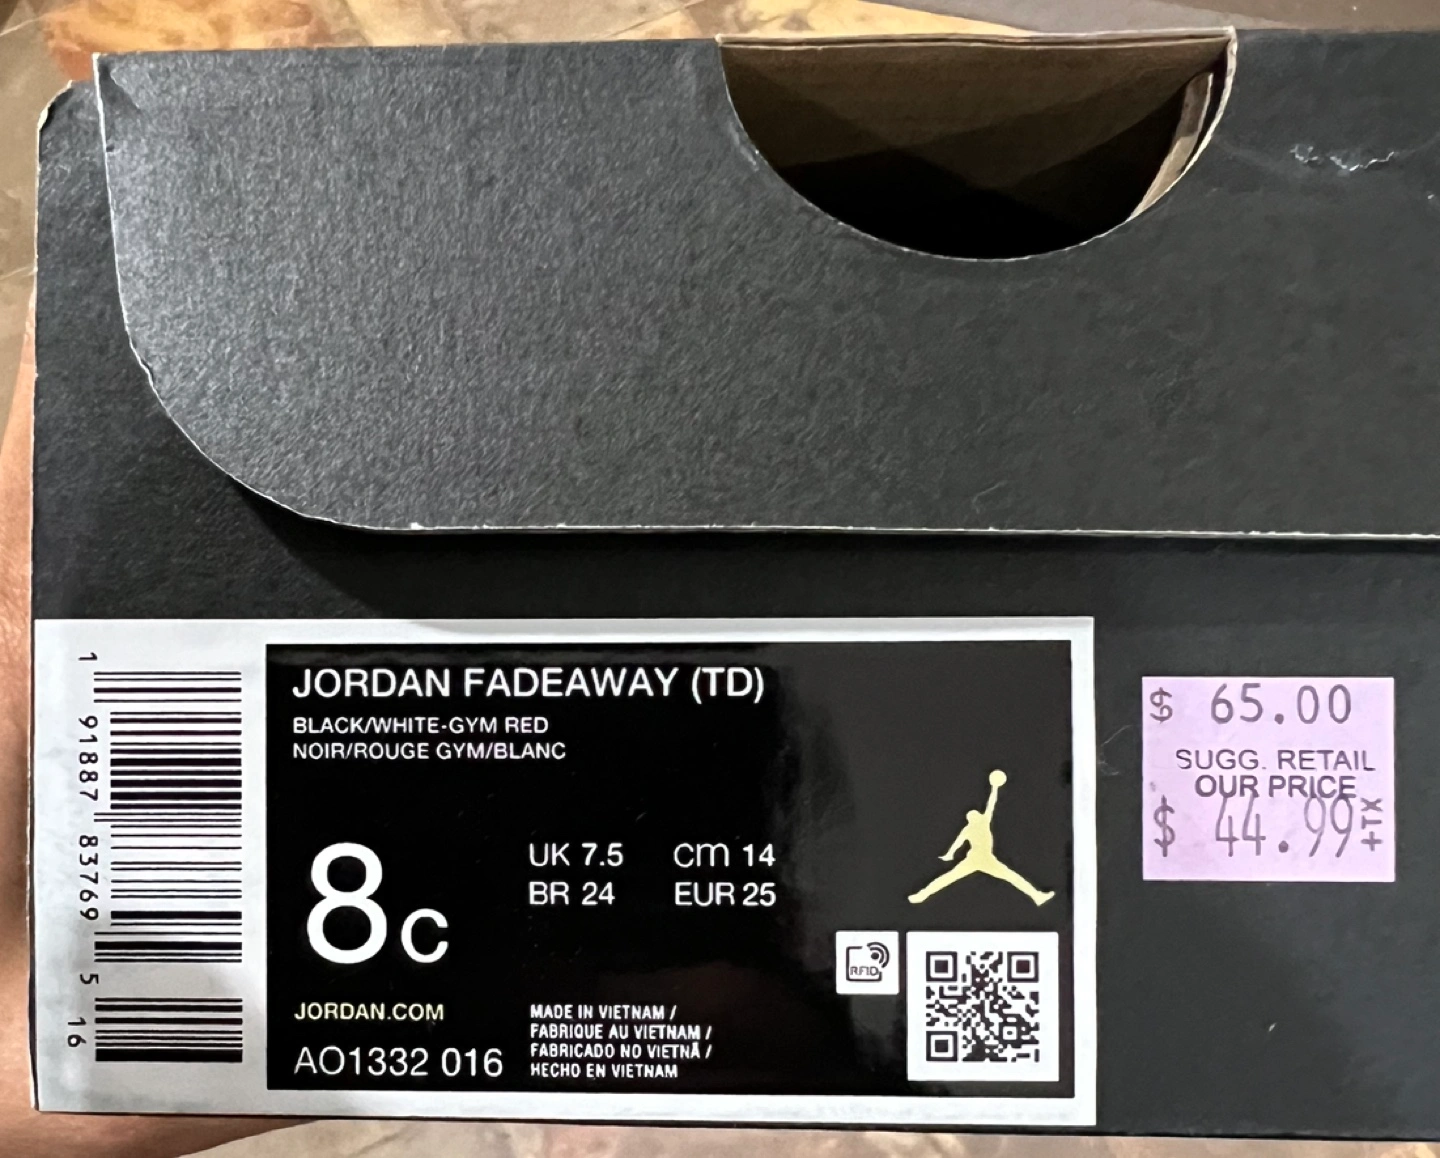 JORDAN FADEAWAY (TD)
BLACK/WHITE-GYM RED
NOIR/ROUGE GYM/BLANC
8c
UK 7.5 cm 14
BR 24 EUR 25
JORDAN.COM
AO1332 016
MADE IN VIETNAM /
FABRIQUE AU VIETNAM /
FABRICADO NO VIETNÃ /
HECHO EN VIETNAM
RFID
1 91887 83769 5 16
$ 65.00
SUGG. RETAIL
OUR PRICE
$ 44.99 +TX